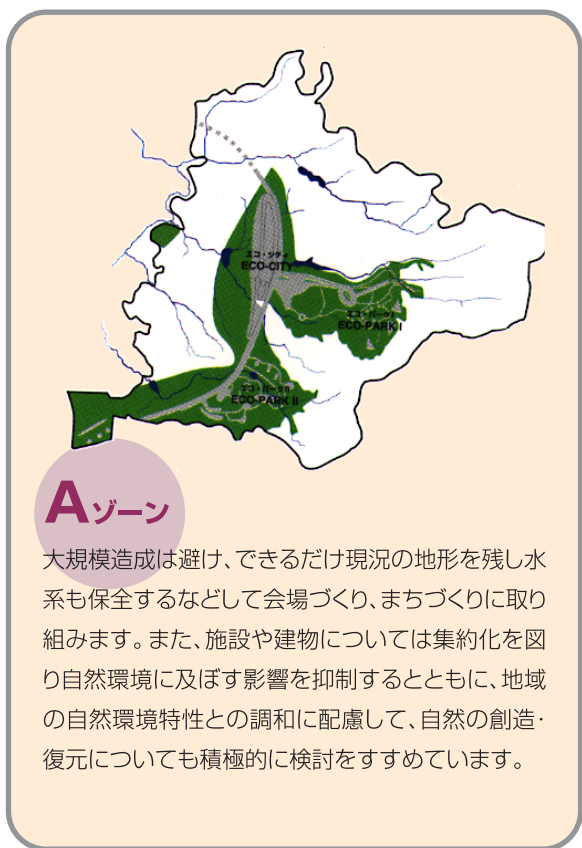 エコ・シティ
ECO-CITY
エコ・パークI
ECO-PARK I
エコ・パークII
ECO-PARK II
Aゾーン
大規模造成は避け、できるだけ現況の地形を残し水
系も保全するなどして会場づくり、まちづくりに取り
組みます。また、施設や建物については集約化を図
り自然環境に及ぼす影響を抑制するとともに、地域
の自然環境特性との調和に配慮して、自然の創造・
復元についても積極的に検討をすすめています。